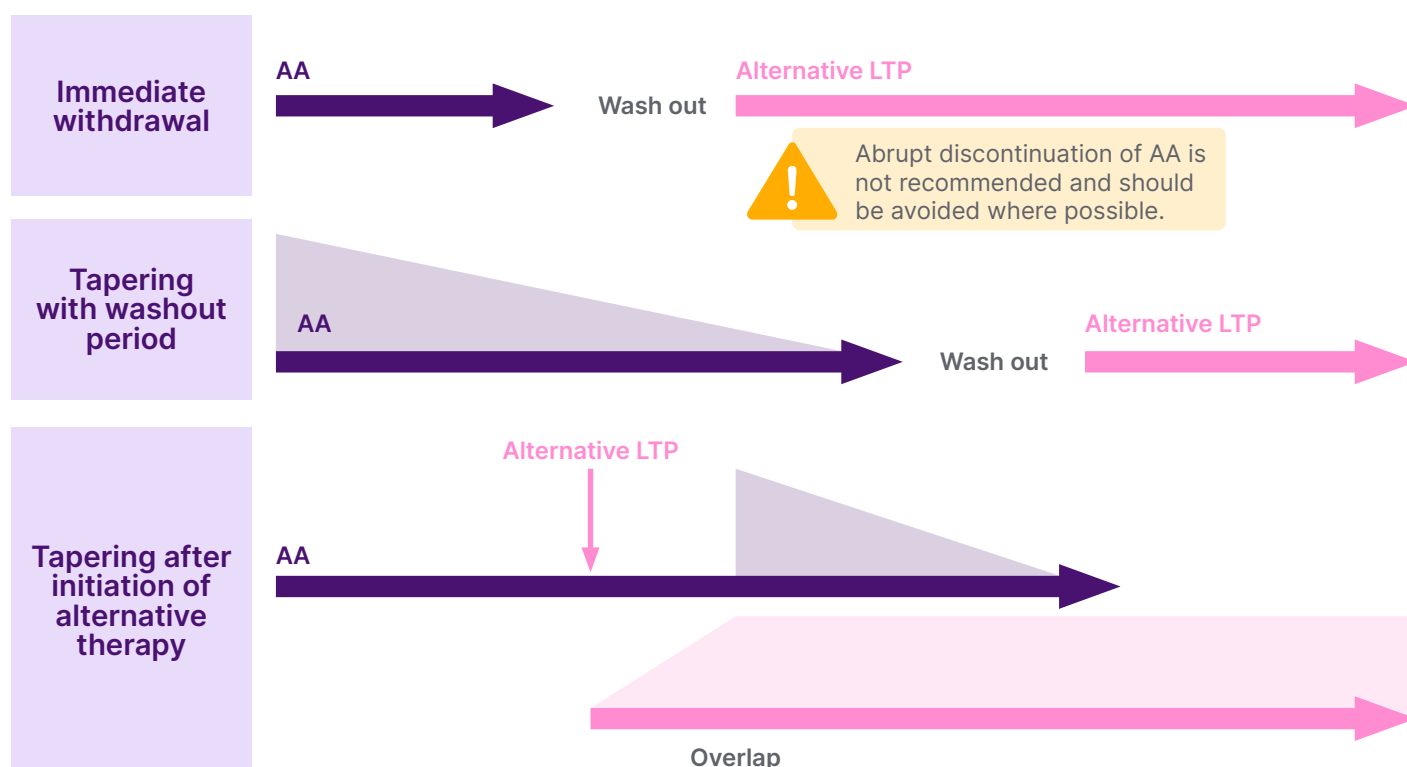 Immediate
withdrawal
AA
Wash out
Alternative LTP
Abrupt discontinuation of AA is
not recommended and should
be avoided where possible.
Tapering
with washout
period
AA
Wash out
Alternative LTP
Tapering after
initiation of
alternative
therapy
Alternative LTP
AA
Overlap